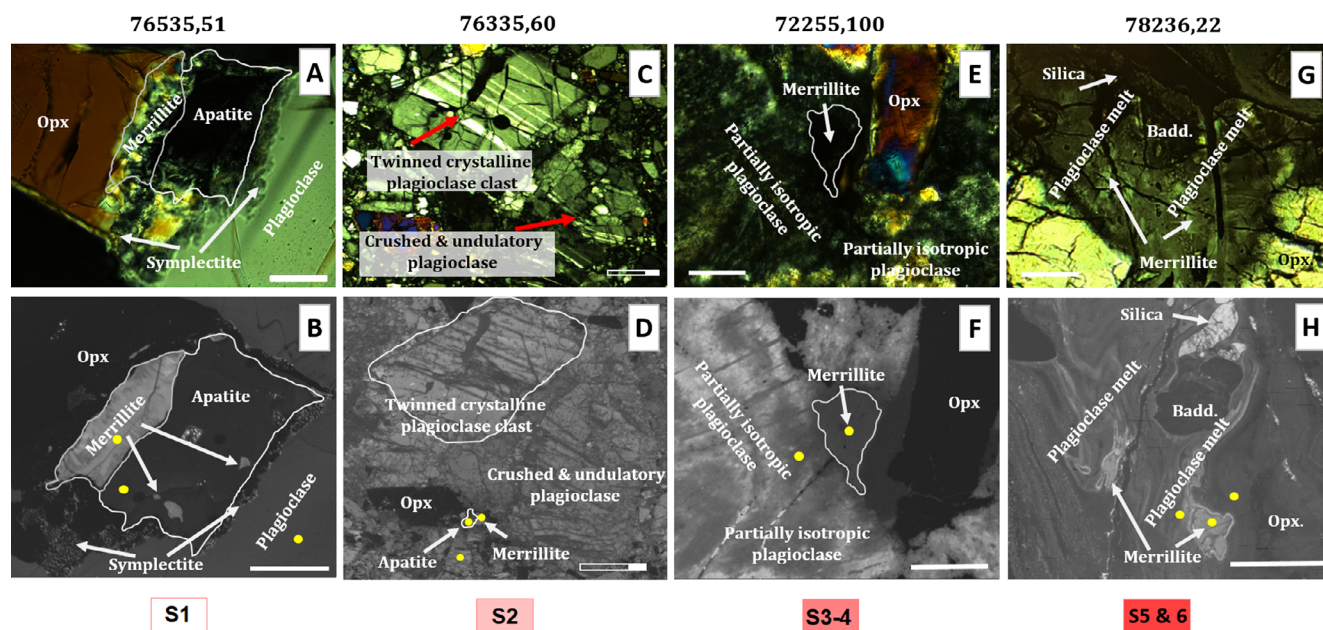 76535,51
76335,60
72255,100
78236,22
A
Opx
Merrillite
Apatite
Plagioclase
Symplectite
C
Twinned crystalline
plagioclase clast
Crushed & undulatory
plagioclase
E
Merrillite
Opx
Partially isotropic
plagioclase
Partially isotropic
plagioclase
G
Silica
Badd.
Plagioclase melt
Plagioclase melt
Merrillite
Opx
B
Opx
Apatite
Merrillite
Plagioclase
Symplectite
D
Twinned crystalline
plagioclase clast
Crushed & undulatory
plagioclase
Opx
Apatite
Merrillite
F
Merrillite
Opx
Partially isotropic
plagioclase
Partially isotropic
plagioclase
H
Silica
Badd.
Plagioclase melt
Plagioclase melt
Opx.
Merrillite
S1
S2
S3-4
S5 & 6